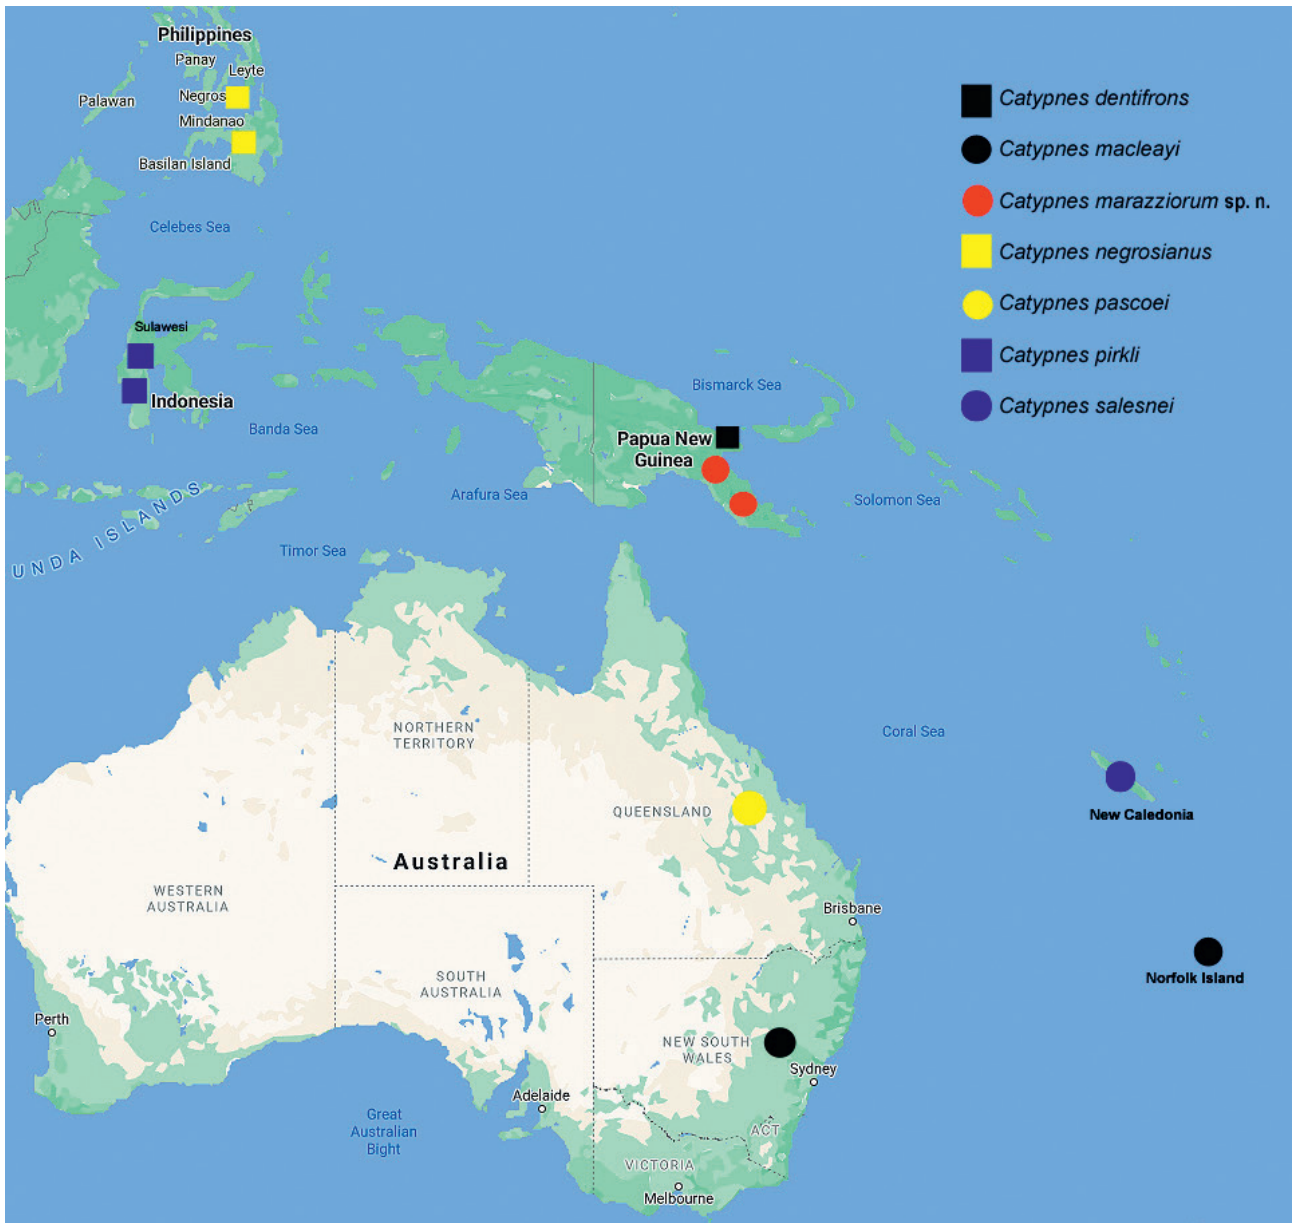 Philippines
Panay
Leyte
Palawan
Negros
Mindanao
Basilan Island
Celebes Sea
Catypnes dentifrons
Catypnes macleayi
Catypnes marazziorum sp. n.
Catypnes negrosianus
Catypnes pascoei
Catypnes pirkli
Catypnes salesnei
Sulawesi
Indonesia
Banda Sea
Bismarck Sea
Papua New
Guinea
Arafura Sea
Solomon Sea
UNDA ISLANDS
Timor Sea
NORTHERN
TERRITORY
Coral Sea
QUEENSLAND
New Caledonia
Australia
WESTERN
AUSTRALIA
Brisbane
SOUTH
AUSTRALIA
Norfolk Island
Perth
NEW SOUTH
WALES
Sydney
Adelaide
Great
Australian
Bight
ACT
VICTORIA
Melbourne